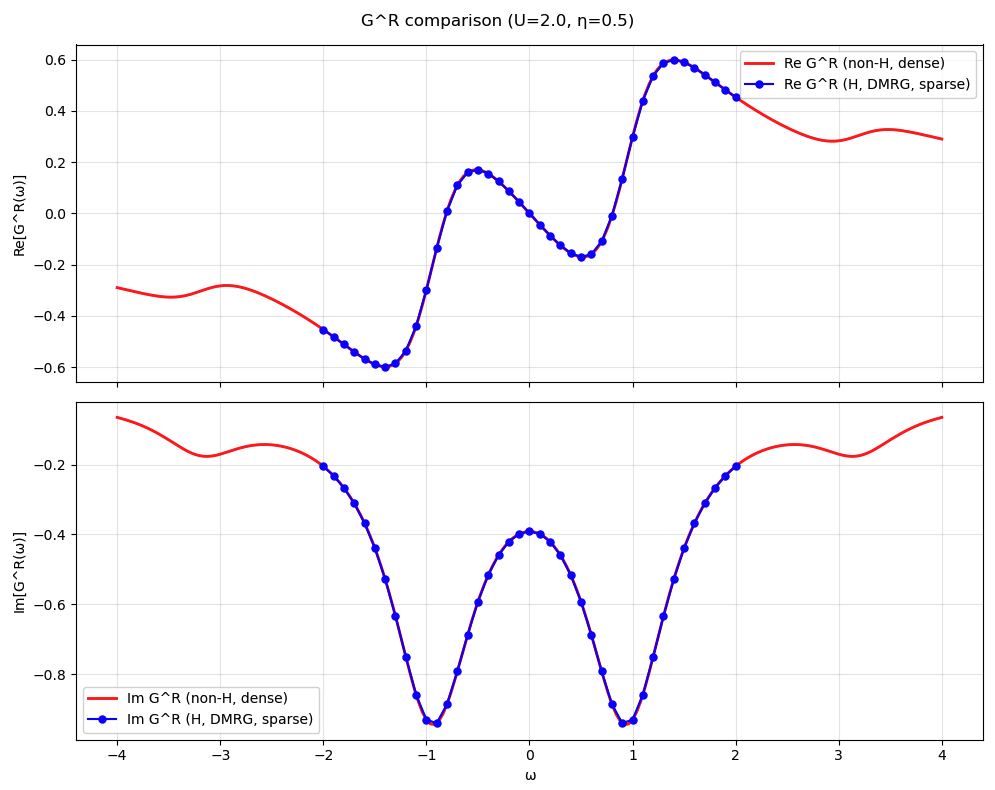 G^R comparison (U=2.0, η=0.5)
Re[G^R(ω)]
0.6
0.4
0.2
0.0
−0.2
−0.4
−0.6
Re G^R (non-H, dense)
Re G^R (H, DMRG, sparse)
Im[G^R(ω)]
−0.2
−0.4
−0.6
−0.8
Im G^R (non-H, dense)
Im G^R (H, DMRG, sparse)
−4 −3 −2 −1 0 1 2 3 4
ω